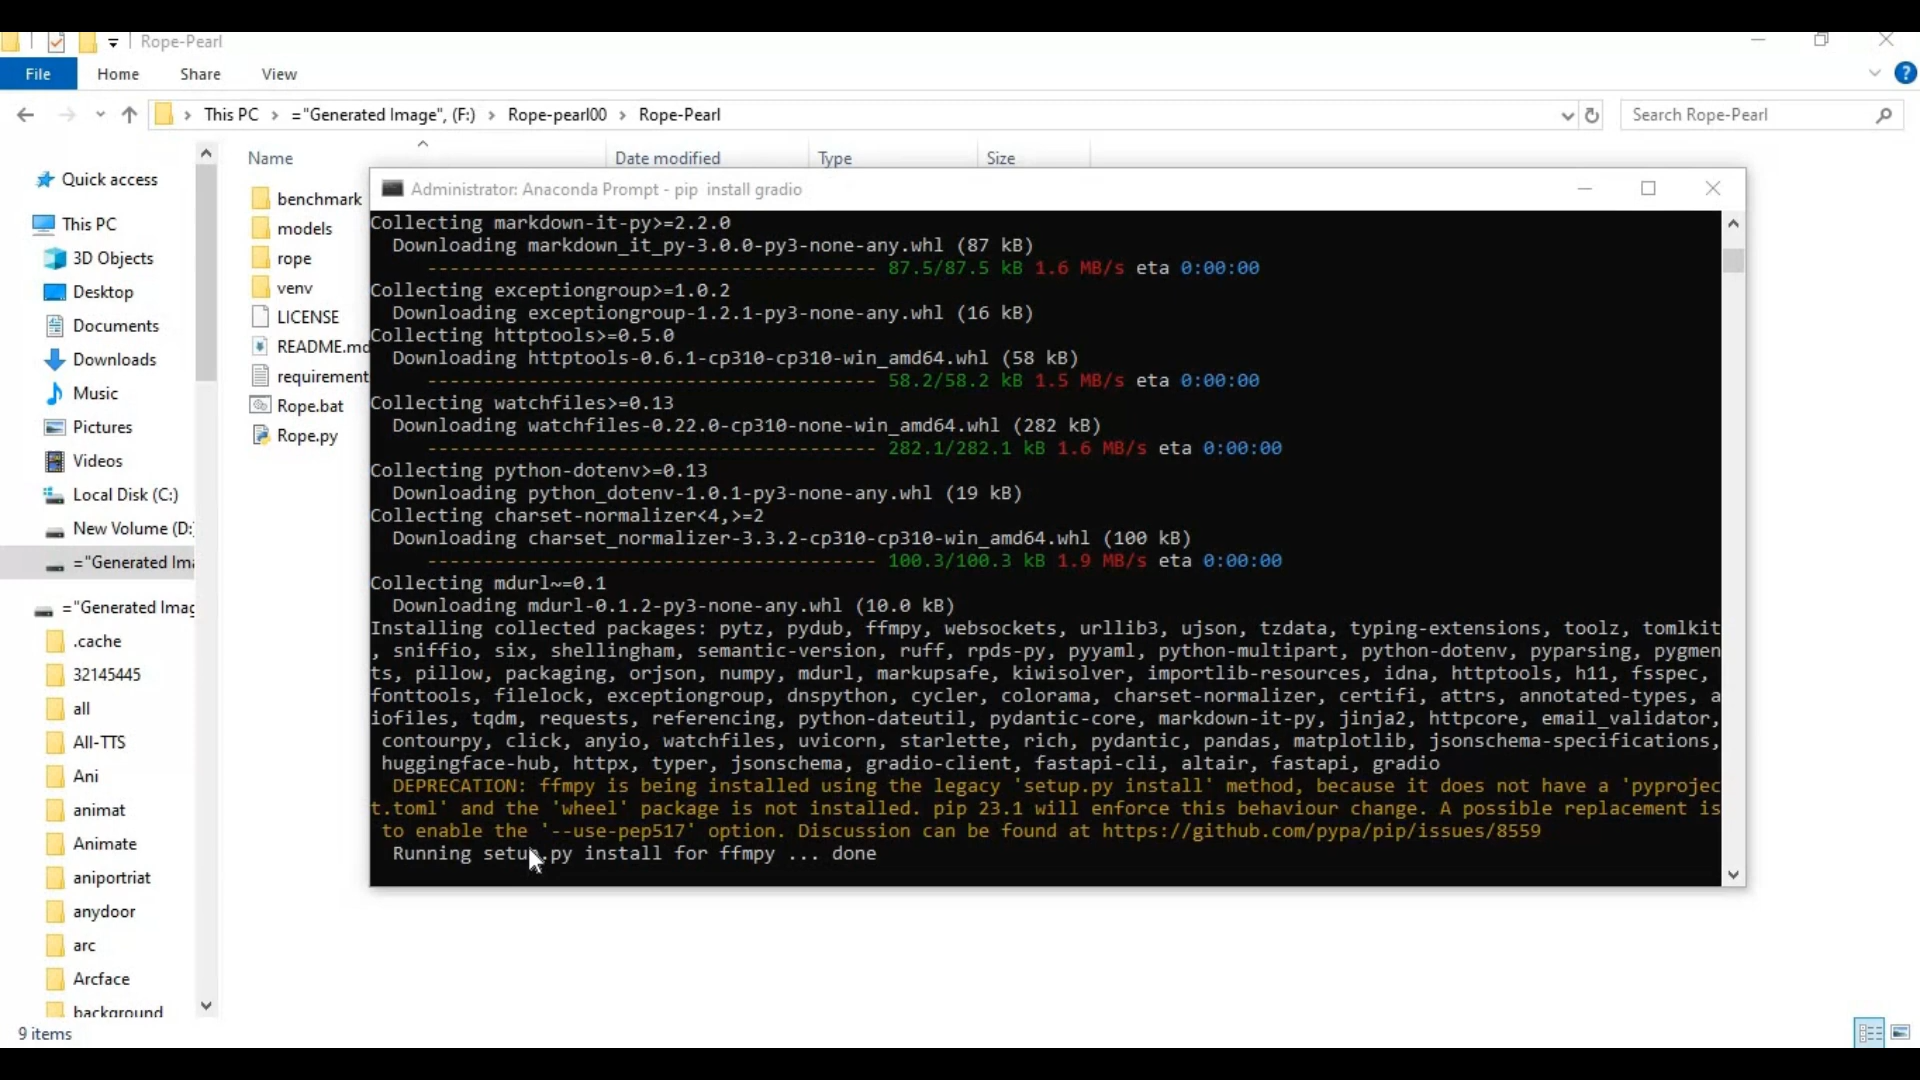 Rope-Pearl
File Home Share View
This PC > ="Generated Image", (F:) > Rope-pearl00 > Rope-Pearl
Search Rope-Pearl
Name Date modified Type Size
Quick access
This PC
3D Objects
Desktop
Documents
Downloads
Music
Pictures
Videos
Local Disk (C:)
New Volume (D:
="Generated Ima
="Generated Imag
.cache
32145445
all
All-TTS
Ani
animat
Animate
aniportriat
anydoor
arc
Arcface
background
benchmark
models
rope
venv
LICENSE
README.md
requirement
Rope.bat
Rope.py
Administrator: Anaconda Prompt - pip install gradio
Collecting markdown-it-py>=2.2.0
Downloading markdown_it_py-3.0.0-py3-none-any.whl (87 kB)
---------------------------------------- 87.5/87.5 kB 1.6 MB/s eta 0:00:00
Collecting exceptiongroup>=1.0.2
Downloading exceptiongroup-1.2.1-py3-none-any.whl (16 kB)
Collecting httptools>=0.5.0
Downloading httptools-0.6.1-cp310-cp310-win_amd64.whl (58 kB)
---------------------------------------- 58.2/58.2 kB 1.5 MB/s eta 0:00:00
Collecting watchfiles>=0.13
Downloading watchfiles-0.22.0-cp310-none-win_amd64.whl (282 kB)
---------------------------------------- 282.1/282.1 kB 1.6 MB/s eta 0:00:00
Collecting python-dotenv>=0.13
Downloading python_dotenv-1.0.1-py3-none-any.whl (19 kB)
Collecting charset-normalizer<4,>=2
Downloading charset_normalizer-3.3.2-cp310-cp310-win_amd64.whl (100 kB)
---------------------------------------- 100.3/100.3 kB 1.9 MB/s eta 0:00:00
Collecting mdurl~=0.1
Downloading mdurl-0.1.2-py3-none-any.whl (10.0 kB)
Installing collected packages: pytz, pydub, ffmpy, websockets, urllib3, ujson, tzdata, typing-extensions, toolz, tomlkit
, sniffio, six, shellingham, semantic-version, ruff, rpds-py, pyyaml, python-multipart, python-dotenv, pyparsing, pygmen
ts, pillow, packaging, orjson, numpy, mdurl, markupsafe, kiwisolver, importlib-resources, idna, httptools, h11, fsspec,
fonttools, filelock, exceptiongroup, dnspython, cycler, colorama, charset-normalizer, certifi, attrs, annotated-types, a
iofiles, tqdm, requests, referencing, python-dateutil, pydantic-core, markdown-it-py, jinja2, httpcore, email_validator,
contourpy, click, anyio, watchfiles, uvicorn, starlette, rich, pydantic, pandas, matplotlib, jsonschema-specifications,
huggingface-hub, httpx, typer, jsonschema, gradio-client, fastapi-cli, altair, fastapi, gradio
DEPRECATION: ffmpy is being installed using the legacy 'setup.py install' method, because it does not have a 'pyprojec
t.toml' and the 'wheel' package is not installed. pip 23.1 will enforce this behaviour change. A possible replacement is
to enable the '--use-pep517' option. Discussion can be found at https://github.com/pypa/pip/issues/8559
Running setup.py install for ffmpy ... done
9 items